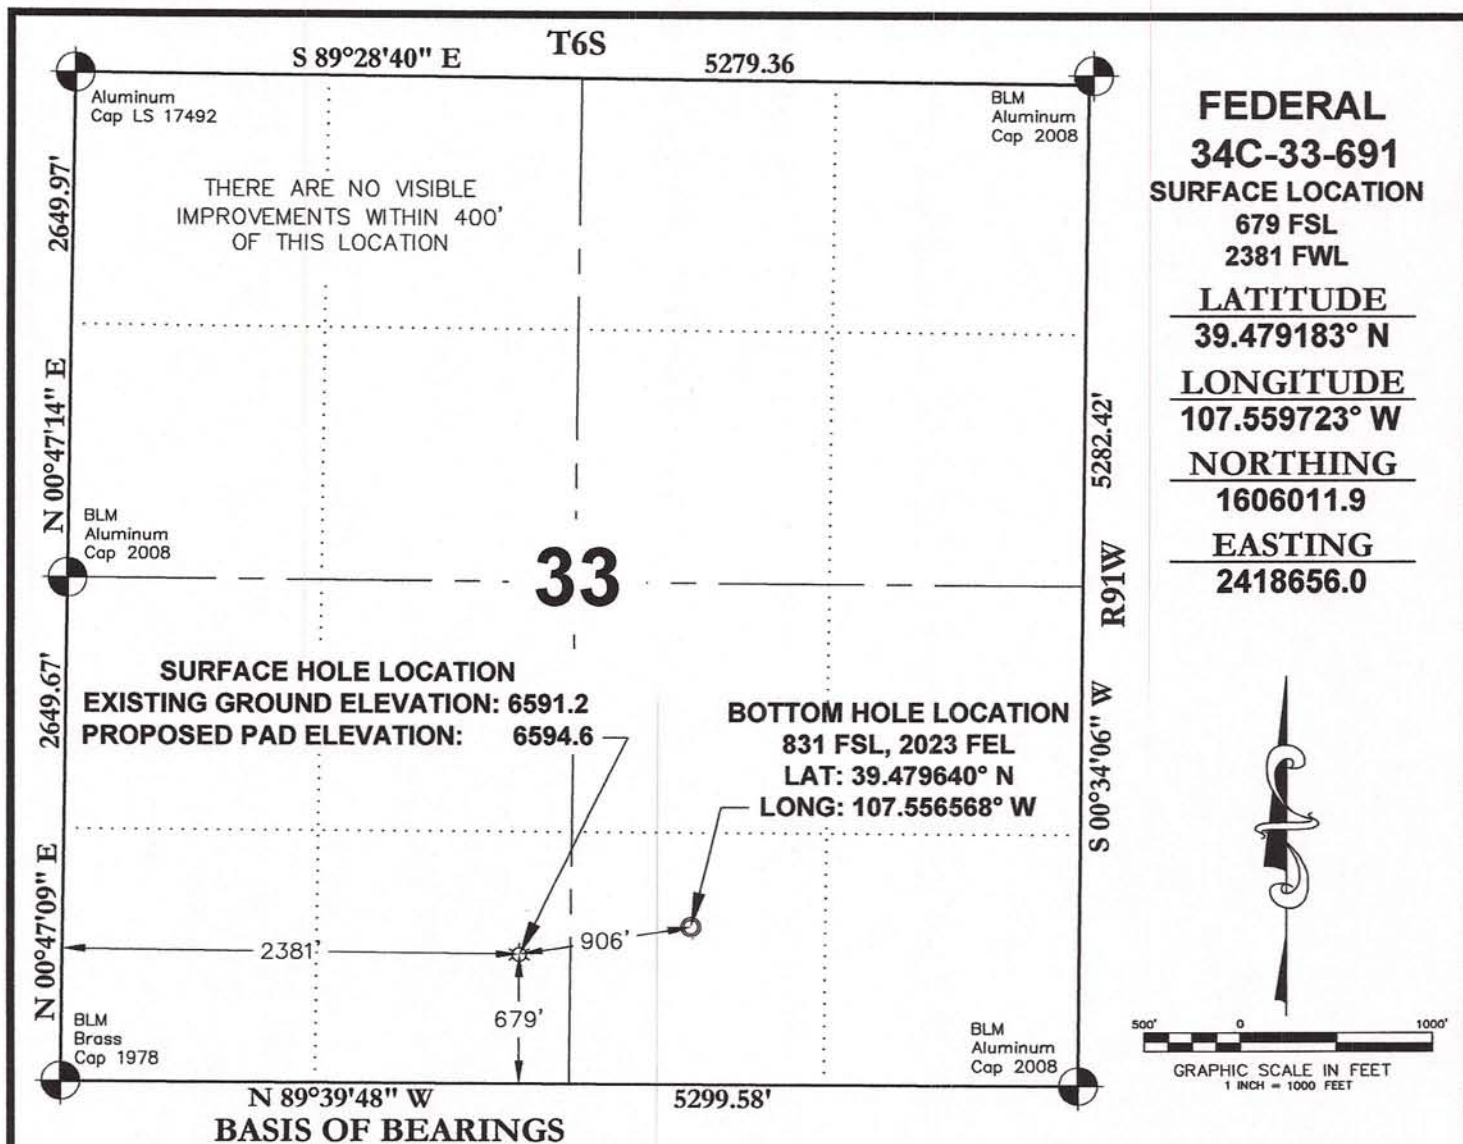 T6S
S 89°28'40" E
5279.36
Aluminum
Cap LS 17492
BLM
Aluminum
Cap 2008
THERE ARE NO VISIBLE
IMPROVEMENTS WITHIN 400'
OF THIS LOCATION
2649.97'
N 00°47'14" E
BLM
Aluminum
Cap 2008
33
5282.42'
R91W
S 00°34'06" W
SURFACE HOLE LOCATION
EXISTING GROUND ELEVATION: 6591.2
PROPOSED PAD ELEVATION: 6594.6
BOTTOM HOLE LOCATION
831 FSL, 2023 FEL
LAT: 39.479640° N
LONG: 107.556568° W
2649.67'
N 00°47'09" E
2381'
906'
679'
BLM
Brass
Cap 1978
BLM
Aluminum
Cap 2008
N 89°39'48" W
5299.58'
BASIS OF BEARINGS
FEDERAL
34C-33-691
SURFACE LOCATION
679 FSL
2381 FWL
LATITUDE
39.479183° N
LONGITUDE
107.559723° W
NORTHING
1606011.9
EASTING
2418656.0
500' 0 1000'
GRAPHIC SCALE IN FEET
1 INCH = 1000 FEET